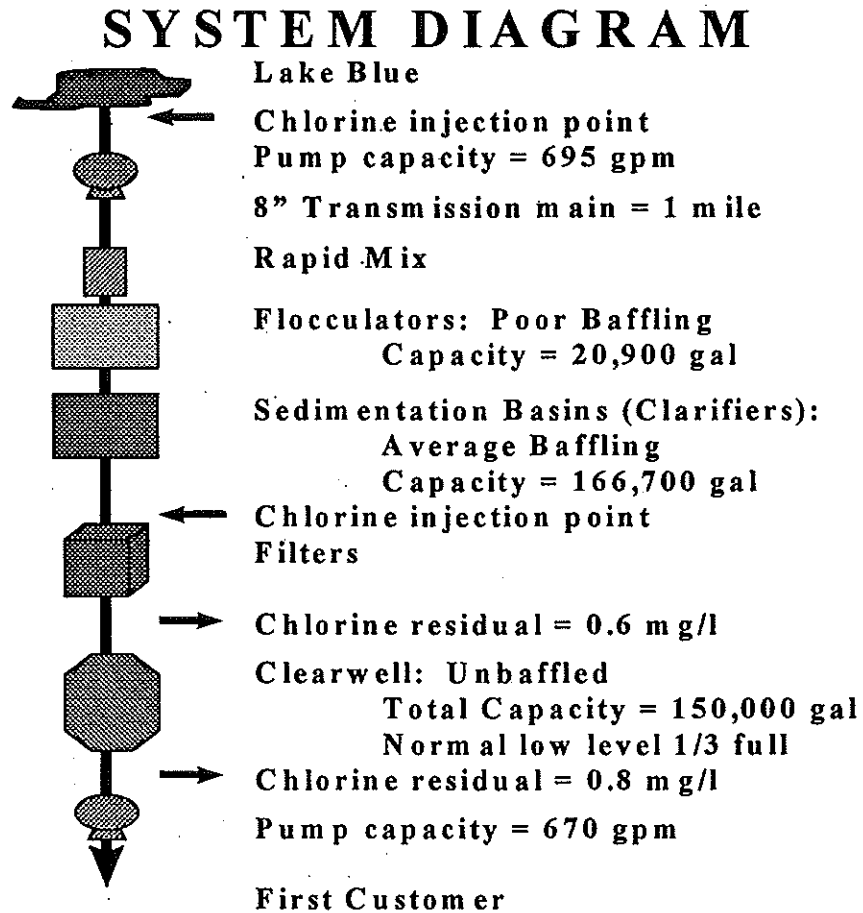 SYSTEM DIAGRAM
Lake Blue
Chlorine injection point
Pump capacity = 695 gpm
8” Transmission main = 1 mile
Rapid Mix
Flocculators: Poor Baffling
Capacity = 20,900 gal
Sedimentation Basins (Clarifiers):
Average Baffling
Capacity = 166,700 gal
Chlorine injection point
Filters
Chlorine residual = 0.6 mg/l
Clearwell: Unbaffled
Total Capacity = 150,000 gal
Normal low level 1/3 full
Chlorine residual = 0.8 mg/l
Pump capacity = 670 gpm
First Customer